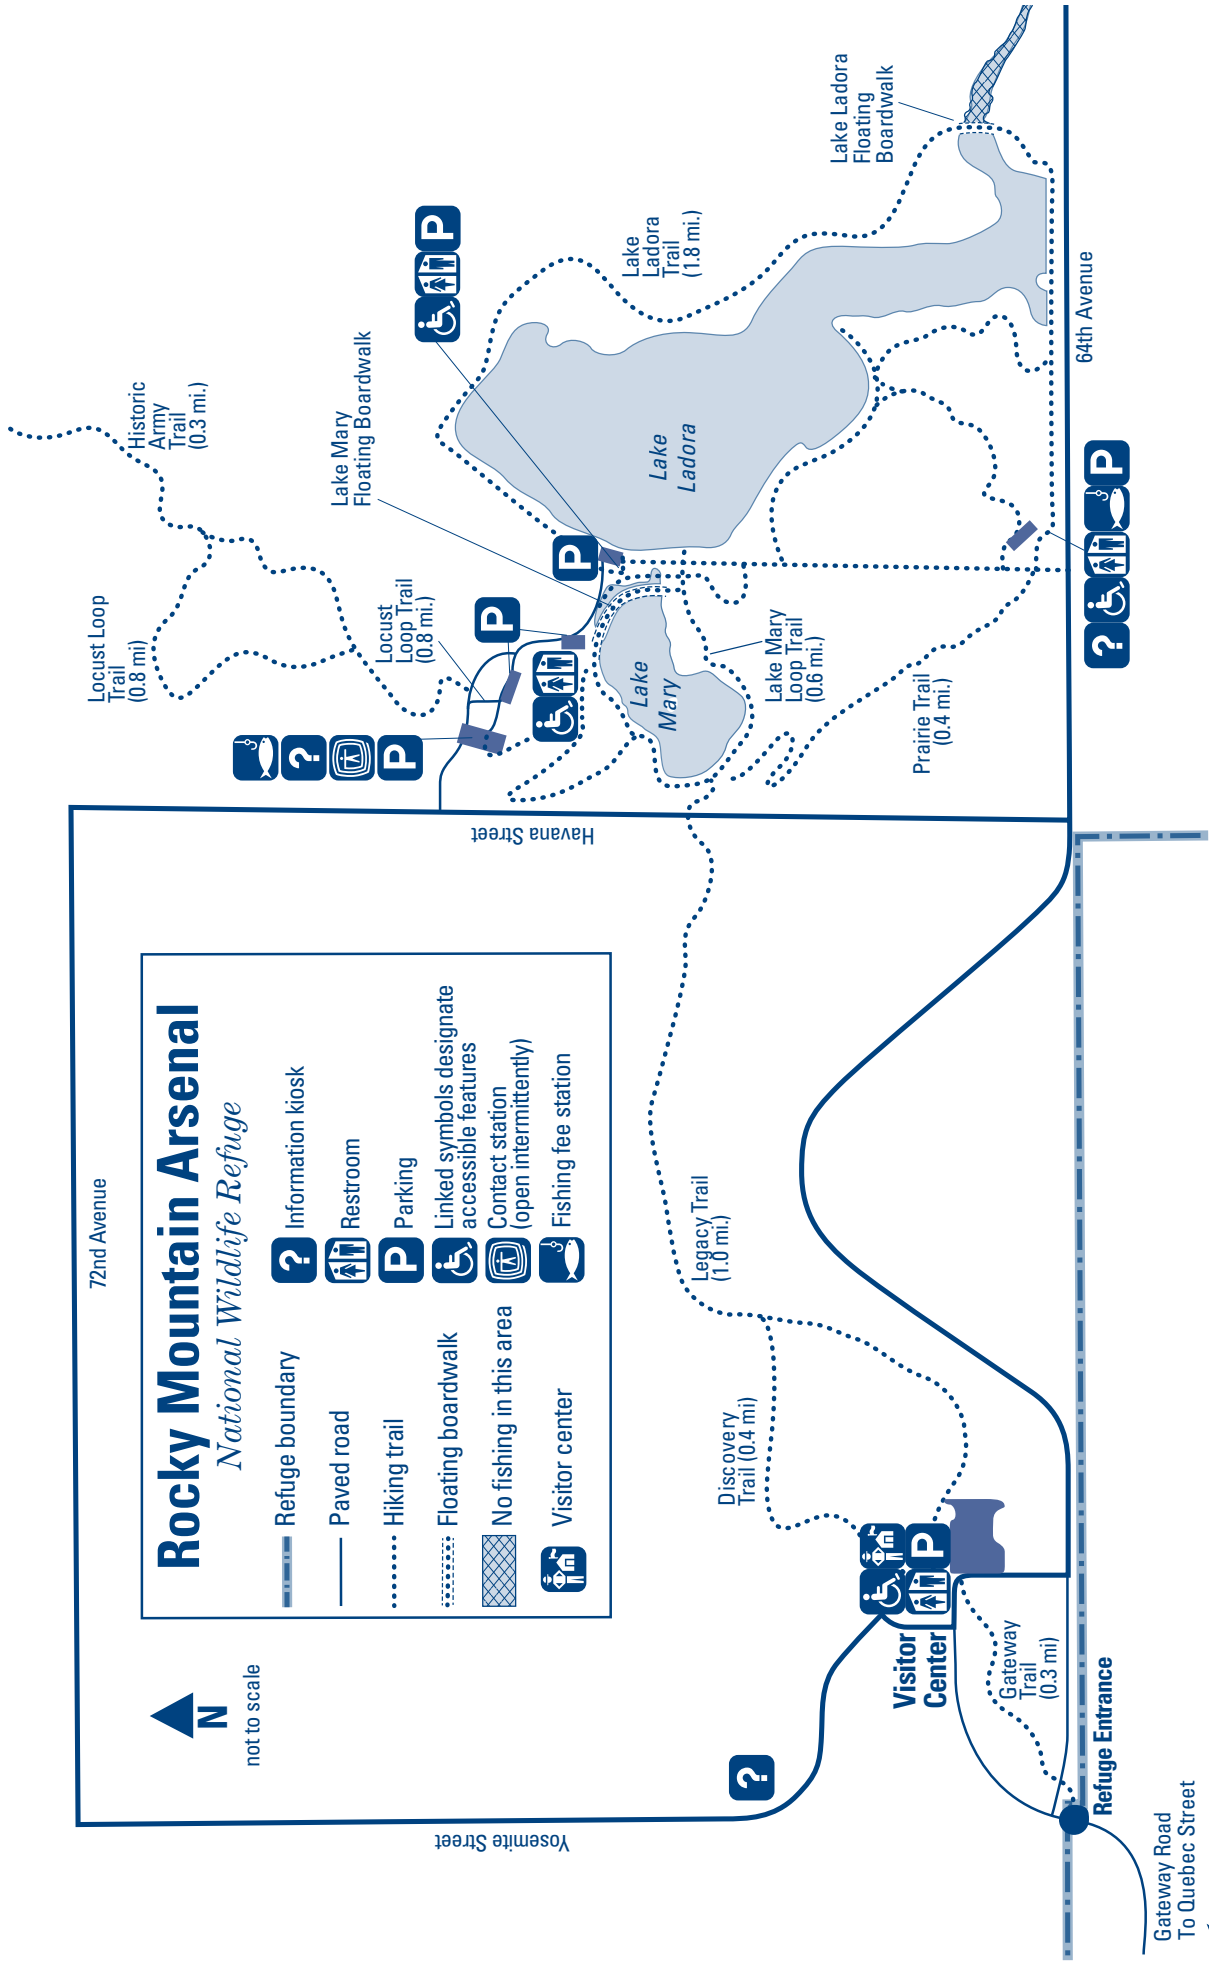 Rocky Mountain Arsenal
National Wildlife Refuge
Refuge boundary
Paved road
Hiking trail
Floating boardwalk
No fishing in this area
Visitor center
? Information kiosk
Restroom
P Parking
Linked symbols designate
accessible features
Contact station
(open intermittently)
Fishing fee station
N
not to scale
72nd Avenue
Yosemite Street
Havana Street
64th Avenue
?
Visitor
Center
P
Gateway
Trail
(0.3 mi)
Refuge Entrance
Gateway Road
To Quebec Street
Discovery
Trail (0.4 mi)
Legacy Trail
(1.0 mi.)
Locust Loop
Trail
(0.8 mi)
Historic
Army
Trail
(0.3 mi.)
Locust
Loop Trail
(0.8 mi.)
?
P
P
P
P
Lake Mary
Floating Boardwalk
Lake
Mary
Lake Mary
Loop Trail
(0.6 mi.)
Prairie Trail
(0.4 mi.)
Lake
Ladora
Lake
Ladora
Trail
(1.8 mi.)
Lake Ladora
Floating
Boardwalk
?
P